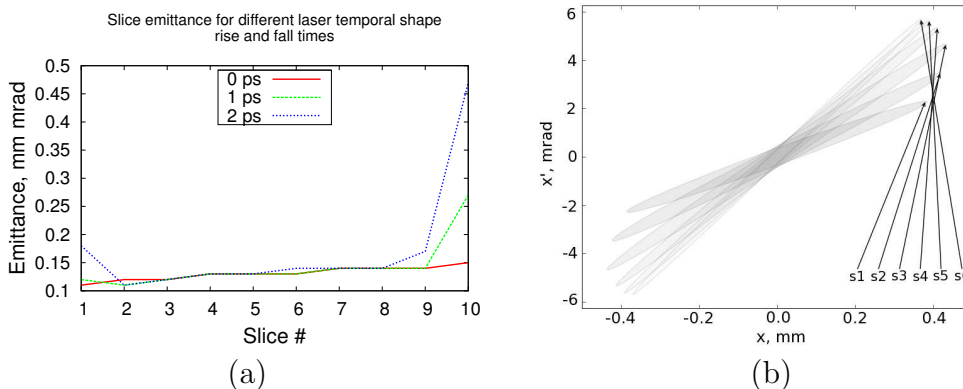 Slice emittance for different laser temporal shape
rise and fall times
Emittance, mm mrad
0.5
0.45
0.4
0.35
0.3
0.25
0.2
0.15
0.1
0 ps
1 ps
2 ps
1 2 3 4 5 6 7 8 9 10
Slice #
(a)
x', mrad
6
4
2
0
-2
-4
-6
s1 s2 s3 s4 s5
-0.4 -0.2 0.0 0.2 0.4
x, mm
(b)